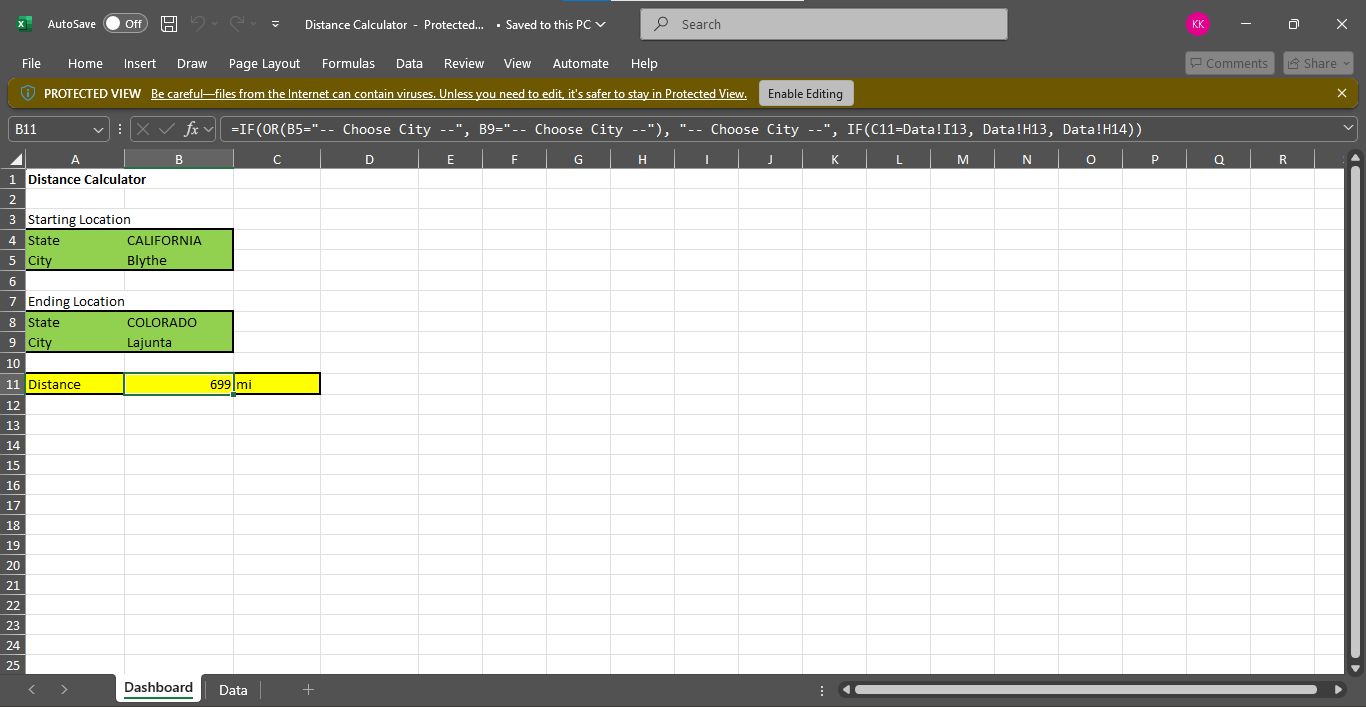 AutoSave Off Distance Calculator - Protected... • Saved to this PC Search KK
File Home Insert Draw Page Layout Formulas Data Review View Automate Help Comments Share
PROTECTED VIEW Be careful—files from the Internet can contain viruses. Unless you need to edit, it's safer to stay in Protected View. Enable Editing
B11 fx =IF(OR(B5="-- Choose City --", B9="-- Choose City --"), "-- Choose City --", IF(C11=Data!I13, Data!H13, Data!H14))
A B C D E F G H I J K L M N O P Q R
1 Distance Calculator
2
3 Starting Location
4 State CALIFORNIA
5 City Blythe
6
7 Ending Location
8 State COLORADO
9 City Lajunta
10
11 Distance 699 mi
12
13
14
15
16
17
18
19
20
21
22
23
24
25
Dashboard Data